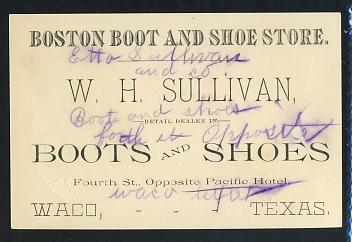 BOSTON BOOT AND SHOE STORE.
Etta Sullivan
and co.
W. H. SULLIVAN,
Boots and shoes
RETAIL DEALER IN
Opposite
BOOTS AND SHOES
Fourth St., Opposite Pacific Hotel,
waco
WACO, - - TEXAS.